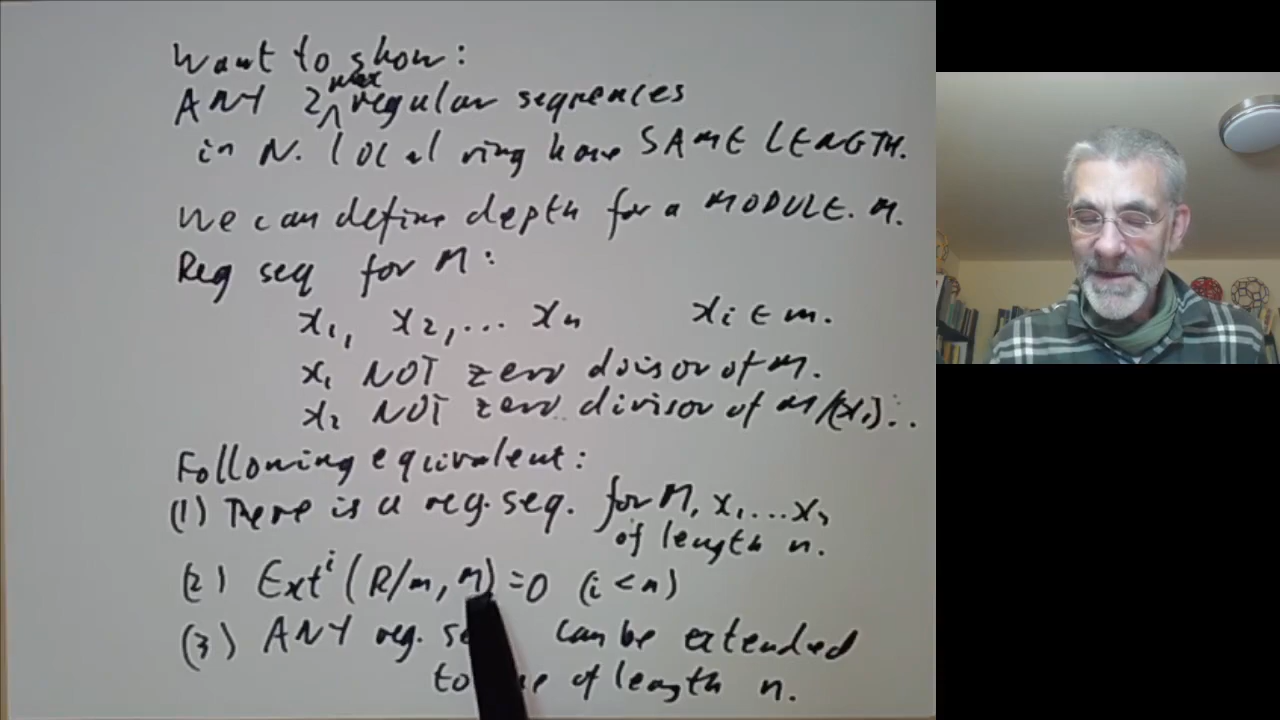 Want to show:
ANY 2 max regular sequences
in N. local ring have SAME LENGTH.
We can define depth for a MODULE. M.
Reg seq for M:
x₁, x₂, ... xₙ xᵢ ∈ m.
x₁ NOT zero divisor of M.
x₂ NOT zero divisor of M/(x₁)...
Following equivalent:
(1) There is a reg. seq. for M, x₁...xₙ
of length n.
(2) Extⁱ(R/m, M) = 0 (i < n)
(3) ANY reg. can be extended
to of length n.